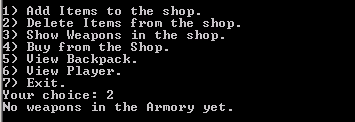 1) Add Items to the shop.
2) Delete Items from the shop.
3) Show Weapons in the shop.
4) Buy from the Shop.
5) View Backpack.
6) View Player.
7) Exit.
Your choice: 2
No weapons in the Armory yet.